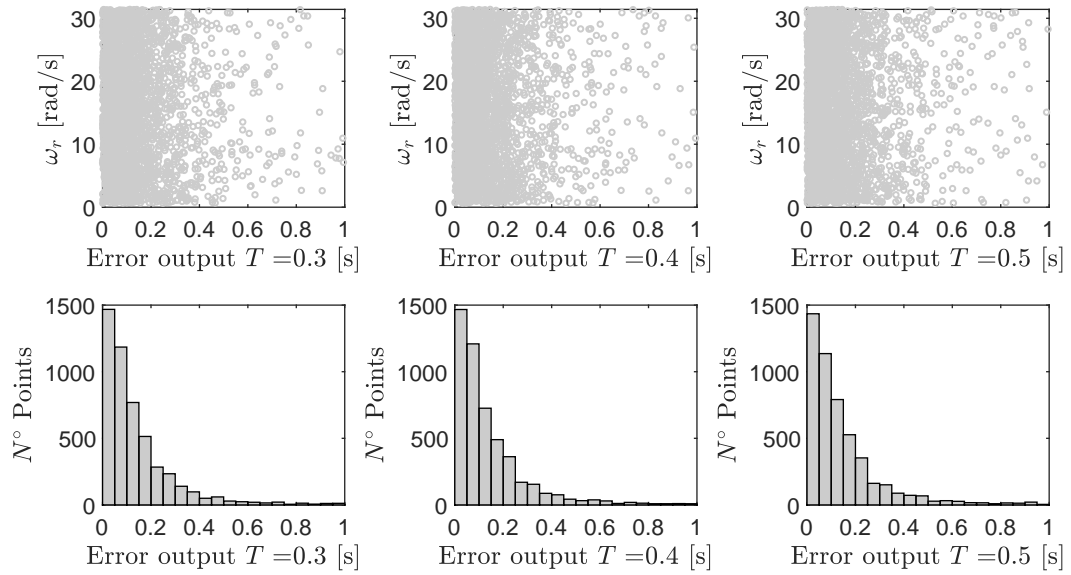 ω_r [rad/s]
30
20
10
0
0 0.2 0.4 0.6 0.8 1
Error output T =0.3 [s]
ω_r [rad/s]
30
20
10
0
0 0.2 0.4 0.6 0.8 1
Error output T =0.4 [s]
ω_r [rad/s]
30
20
10
0
0 0.2 0.4 0.6 0.8 1
Error output T =0.5 [s]
N° Points
1500
1000
500
0
0 0.2 0.4 0.6 0.8 1
Error output T =0.3 [s]
N° Points
1500
1000
500
0
0 0.2 0.4 0.6 0.8 1
Error output T =0.4 [s]
N° Points
1500
1000
500
0
0 0.2 0.4 0.6 0.8 1
Error output T =0.5 [s]